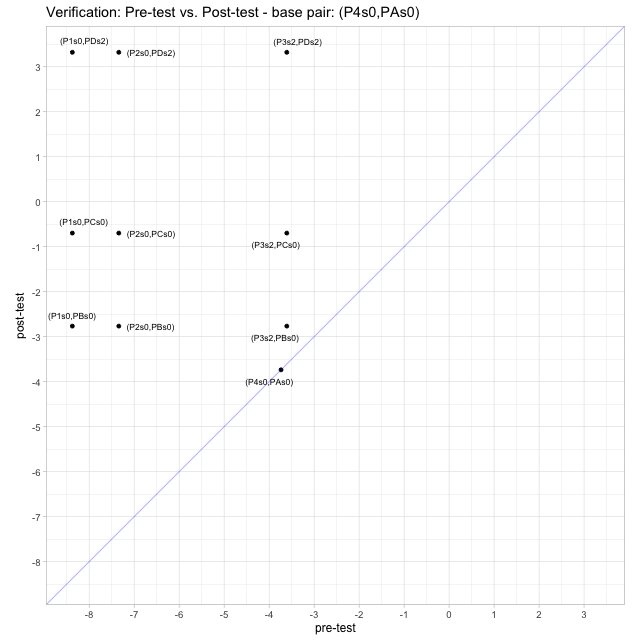 Verification: Pre-test vs. Post-test - base pair: (P4s0,PAs0)
(P1s0,PDs2)
(P2s0,PDs2)
(P3s2,PDs2)
(P1s0,PCs0)
(P2s0,PCs0)
(P3s2,PCs0)
(P1s0,PBs0)
(P2s0,PBs0)
(P3s2,PBs0)
(P4s0,PAs0)
3
2
1
0
-1
-2
-3
-4
-5
-6
-7
-8
post-test
-8 -7 -6 -5 -4 -3 -2 -1 0 1 2 3
pre-test